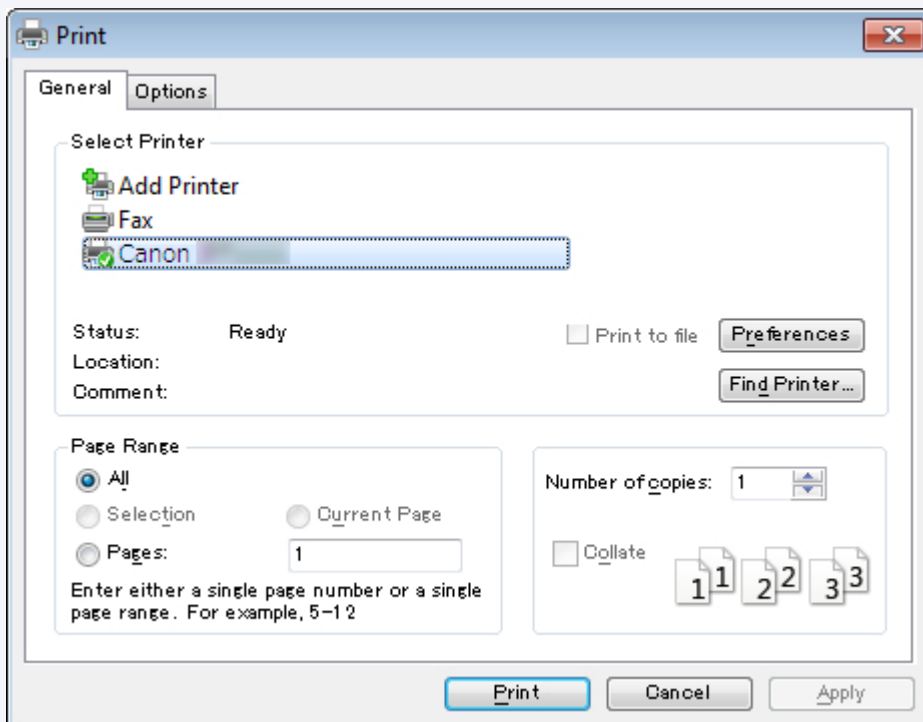 Print
General Options
Select Printer
Add Printer
Fax
Canon
Status: Ready Print to file Preferences
Location:
Comment: Find Printer...
Page Range
All
Selection Current Page
Pages: 1
Enter either a single page number or a single
page range. For example, 5-12
Number of copies: 1
Collate
1 1 2 2 3 3
Print Cancel Apply